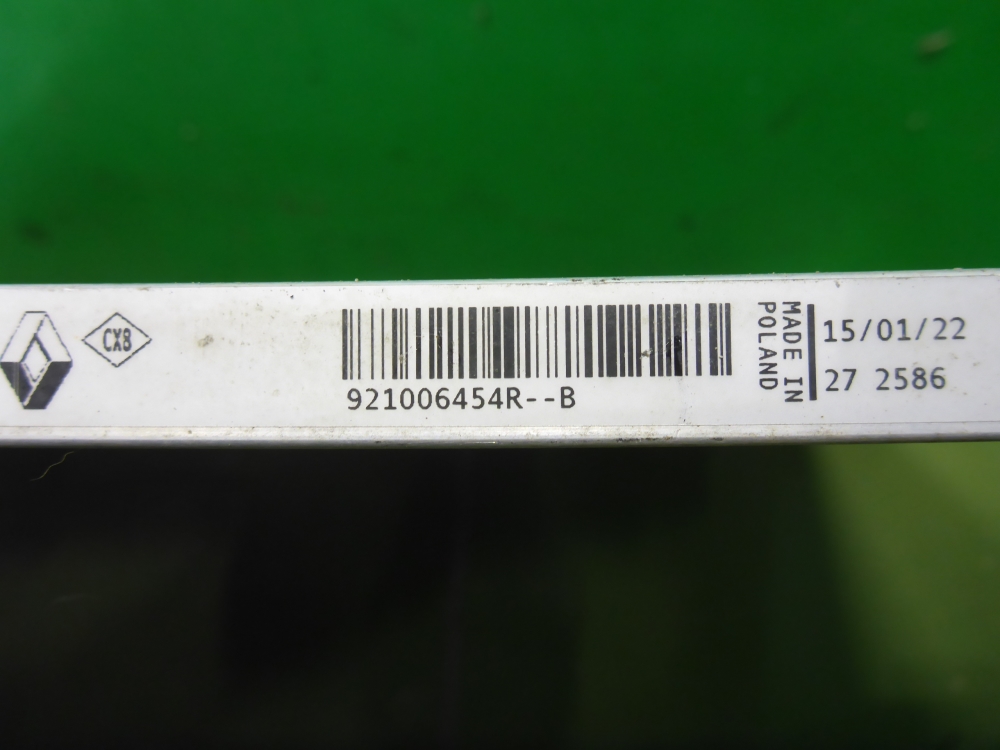 CX8
921006454R--B
MADE IN
POLAND
15/01/22
27 2586